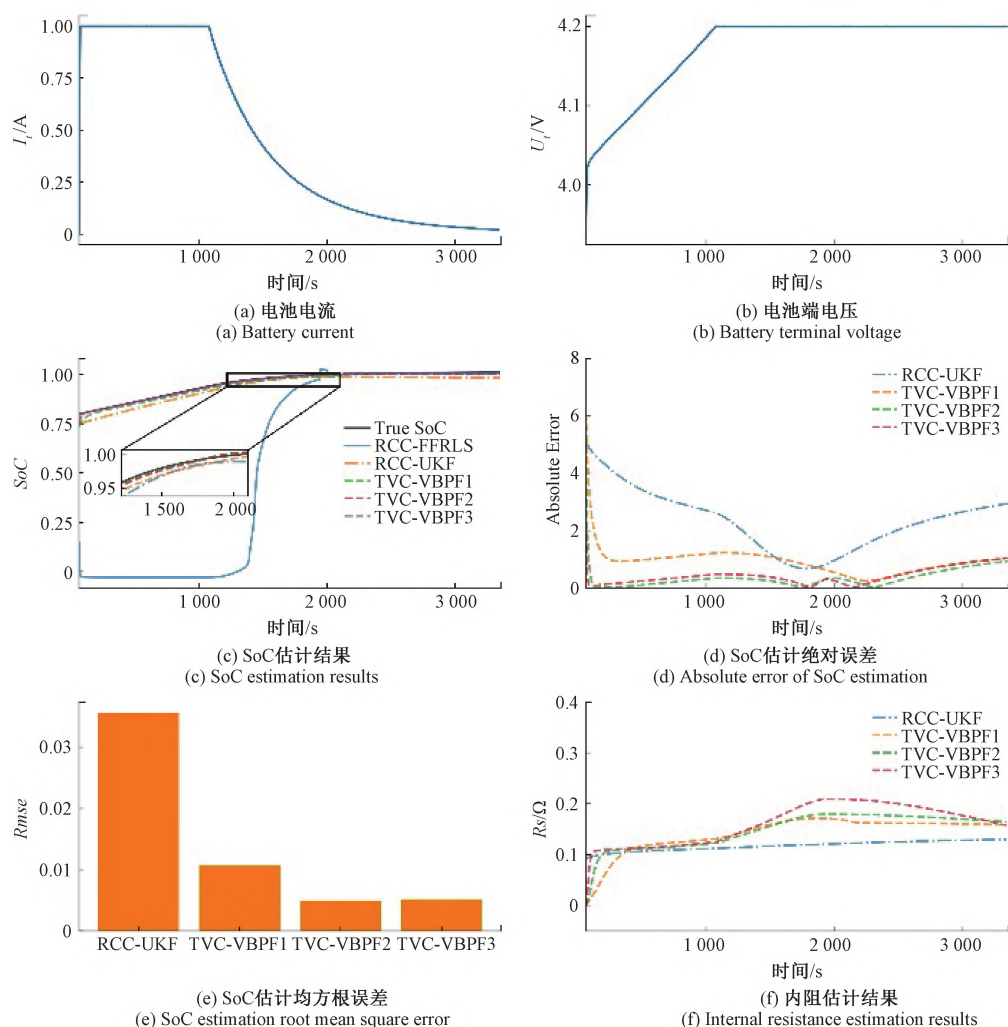 1.00
0.75
0.50
0.25
0
I_t/A
1 000
2 000
3 000
时间/s
(a) 电池电流
(a) Battery current
4.2
4.1
4.0
U_t/V
1 000
2 000
3 000
时间/s
(b) 电池端电压
(b) Battery terminal voltage
1.00
0.75
0.50
0.25
0
SoC
True SoC
RCC-FFRLS
RCC-UKF
TVC-VBPF1
TVC-VBPF2
TVC-VBPF3
1.00
0.95
1 500
2 000
1 000
2 000
3 000
时间/s
(c) SoC估计结果
(c) SoC estimation results
8
6
4
2
0
Absolute Error
RCC-UKF
TVC-VBPF1
TVC-VBPF2
TVC-VBPF3
1 000
2 000
3 000
时间/s
(d) SoC估计绝对误差
(d) Absolute error of SoC estimation
0.03
0.02
0.01
0
Rmse
RCC-UKF
TVC-VBPF1
TVC-VBPF2
TVC-VBPF3
(e) SoC估计均方根误差
(e) SoC estimation root mean square error
0.4
0.3
0.2
0.1
0
Rs/Ω
RCC-UKF
TVC-VBPF1
TVC-VBPF2
TVC-VBPF3
1 000
2 000
3 000
时间/s
(f) 内阻估计结果
(f) Internal resistance estimation results